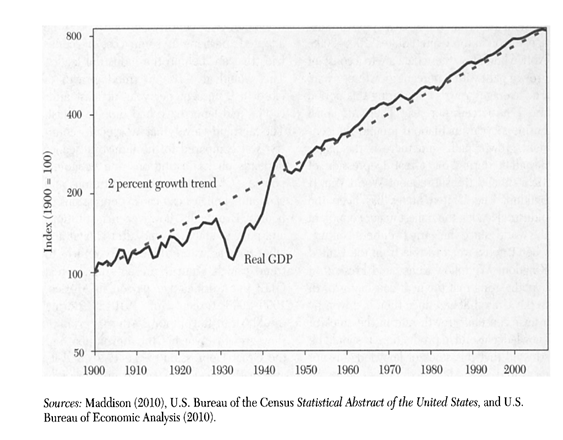 800
400
200
100
50
Index (1900 = 100)
2 percent growth trend
Real GDP
1900 1910 1920 1930 1940 1950 1960 1970 1980 1990 2000
Sources: Maddison (2010), U.S. Bureau of the Census Statistical Abstract of the United States, and U.S.
Bureau of Economic Analysis (2010).